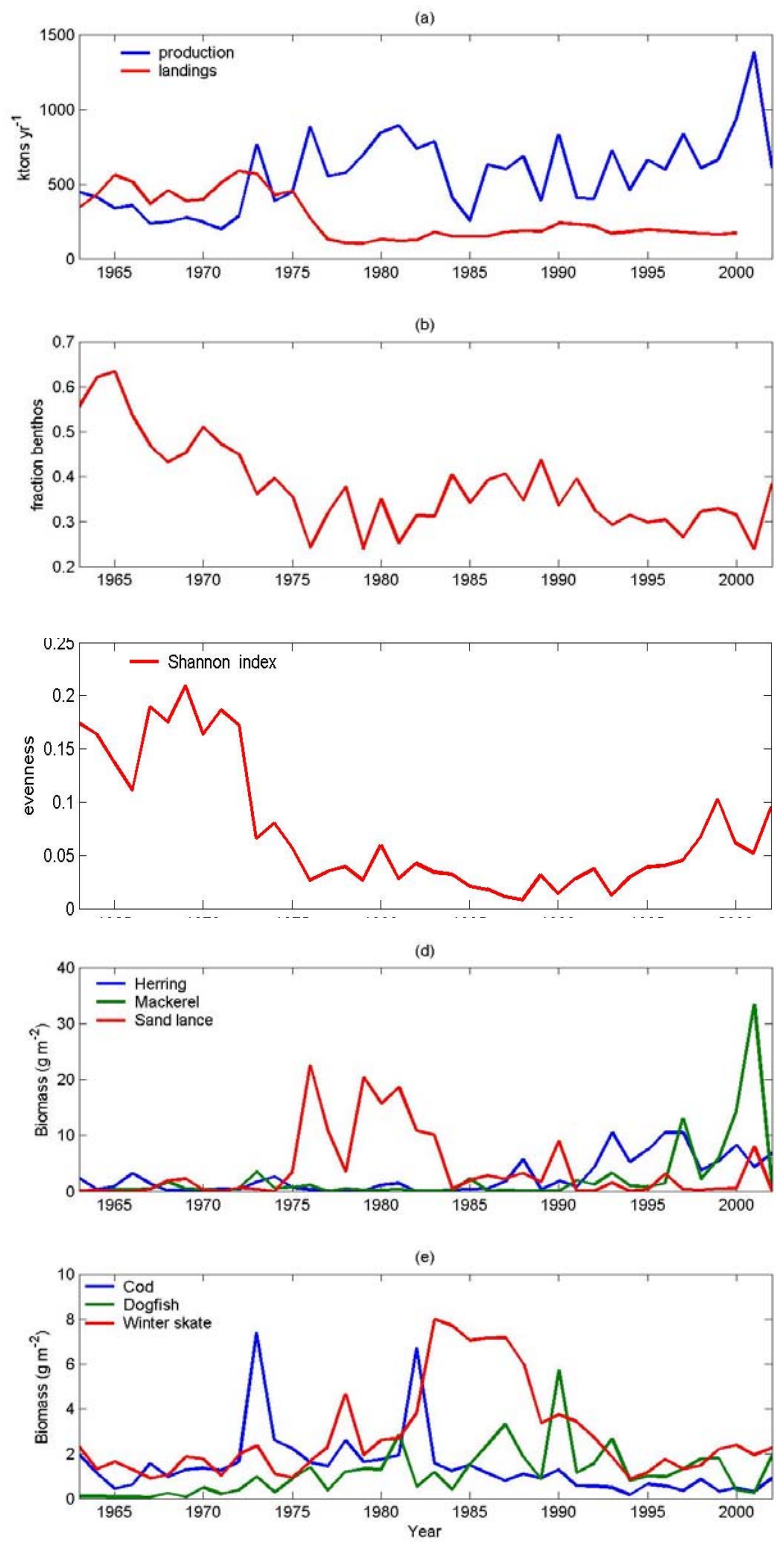 (a)
1500
production
landings
1000
ktons yr-1
500
0
1965 1970 1975 1980 1985 1990 1995 2000
(b)
0.7
0.6
0.5
fraction benthos
0.4
0.3
0.2
1965 1970 1975 1980 1985 1990 1995 2000
0.25
Shannon index
0.2
0.15
evenness
0.1
0.05
0
(d)
40
Herring
Mackerel
Sand lance
30
Biomass (g m-2)
20
10
0
1965 1970 1975 1980 1985 1990 1995 2000
(e)
10
Cod
Dogfish
Winter skate
8
6
Biomass (g m-2)
4
2
0
1965 1970 1975 1980 1985 1990 1995 2000
Year